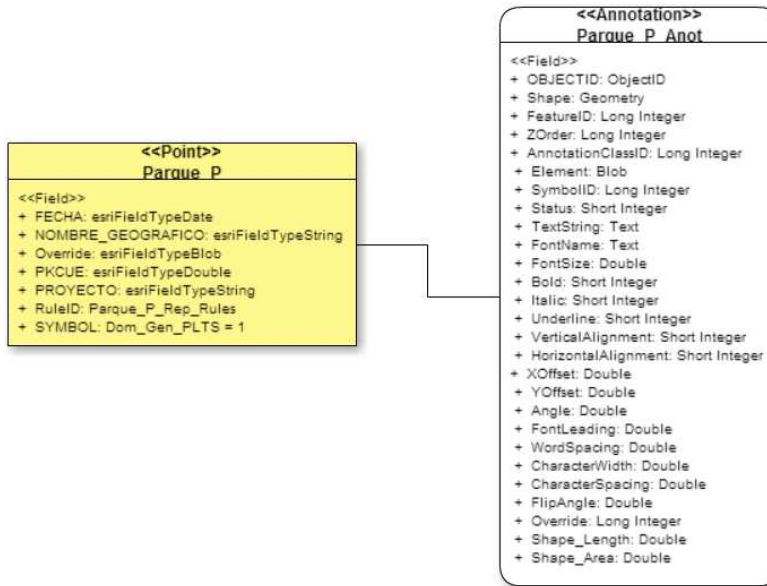 <<Point>>
Parque_P
<<Field>>
+ FECHA: esriFieldTypeDate
+ NOMBRE_GEOGRAFICO: esriFieldTypeString
+ Override: esriFieldTypeBlob
+ PKCUE: esriFieldTypeDouble
+ PROYECTO: esriFieldTypeString
+ RuleID: Parque_P_Rep_Rules
+ SYMBOL: Dom_Gen_PLTS = 1
<<Annotation>>
Parque_P_Anot
<<Field>>
+ OBJECTID: ObjectID
+ Shape: Geometry
+ FeatureID: Long Integer
+ ZOrder: Long Integer
+ AnnotationClassID: Long Integer
+ Element: Blob
+ SymbolID: Long Integer
+ Status: Short Integer
+ TextString: Text
+ FontName: Text
+ FontSize: Double
+ Bold: Short Integer
+ Italic: Short Integer
+ Underline: Short Integer
+ VerticalAlignment: Short Integer
+ HorizontalAlignment: Short Integer
+ XOffset: Double
+ YOffset: Double
+ Angle: Double
+ FontLeading: Double
+ WordSpacing: Double
+ CharacterWidth: Double
+ CharacterSpacing: Double
+ FlipAngle: Double
+ Override: Long Integer
+ Shape_Length: Double
+ Shape_Area: Double